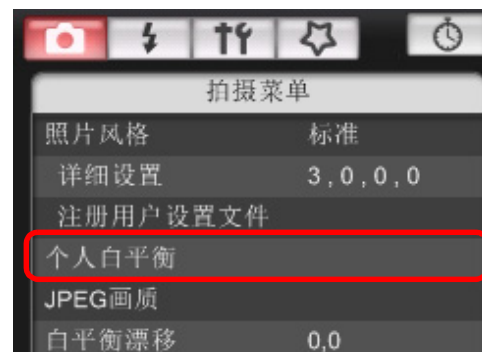 拍摄菜单
照片风格 标准
详细设置 3,0,0,0
注册用户设置文件
个人白平衡
JPEG画质
白平衡漂移 0,0